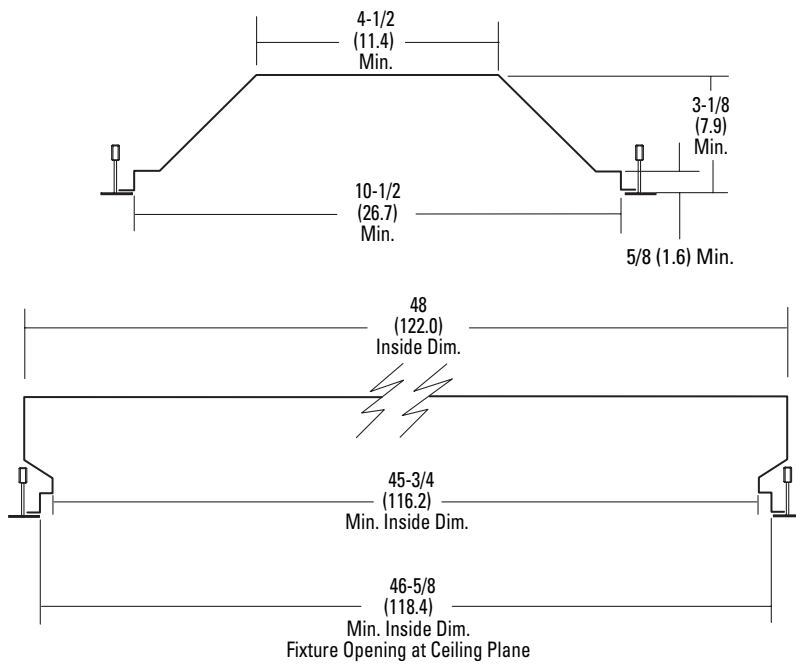 4-1/2
(11.4)
Min.
3-1/8
(7.9)
Min.
10-1/2
(26.7)
Min.
5/8 (1.6) Min.
48
(122.0)
Inside Dim.
45-3/4
(116.2)
Min. Inside Dim.
46-5/8
(118.4)
Min. Inside Dim.
Fixture Opening at Ceiling Plane